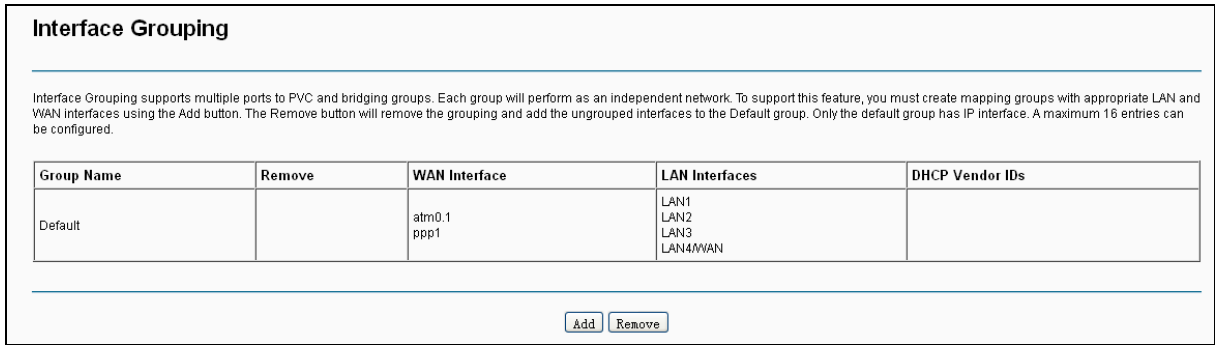 Interface Grouping
Interface Grouping supports multiple ports to PVC and bridging groups. Each group will perform as an independent network. To support this feature, you must create mapping groups with appropriate LAN and
WAN interfaces using the Add button. The Remove button will remove the grouping and add the ungrouped interfaces to the Default group. Only the default group has IP interface. A maximum 16 entries can
be configured.
Group Name Remove WAN Interface LAN Interfaces DHCP Vendor IDs
Default
atm0.1
ppp1
LAN1
LAN2
LAN3
LAN4/WAN
Add Remove